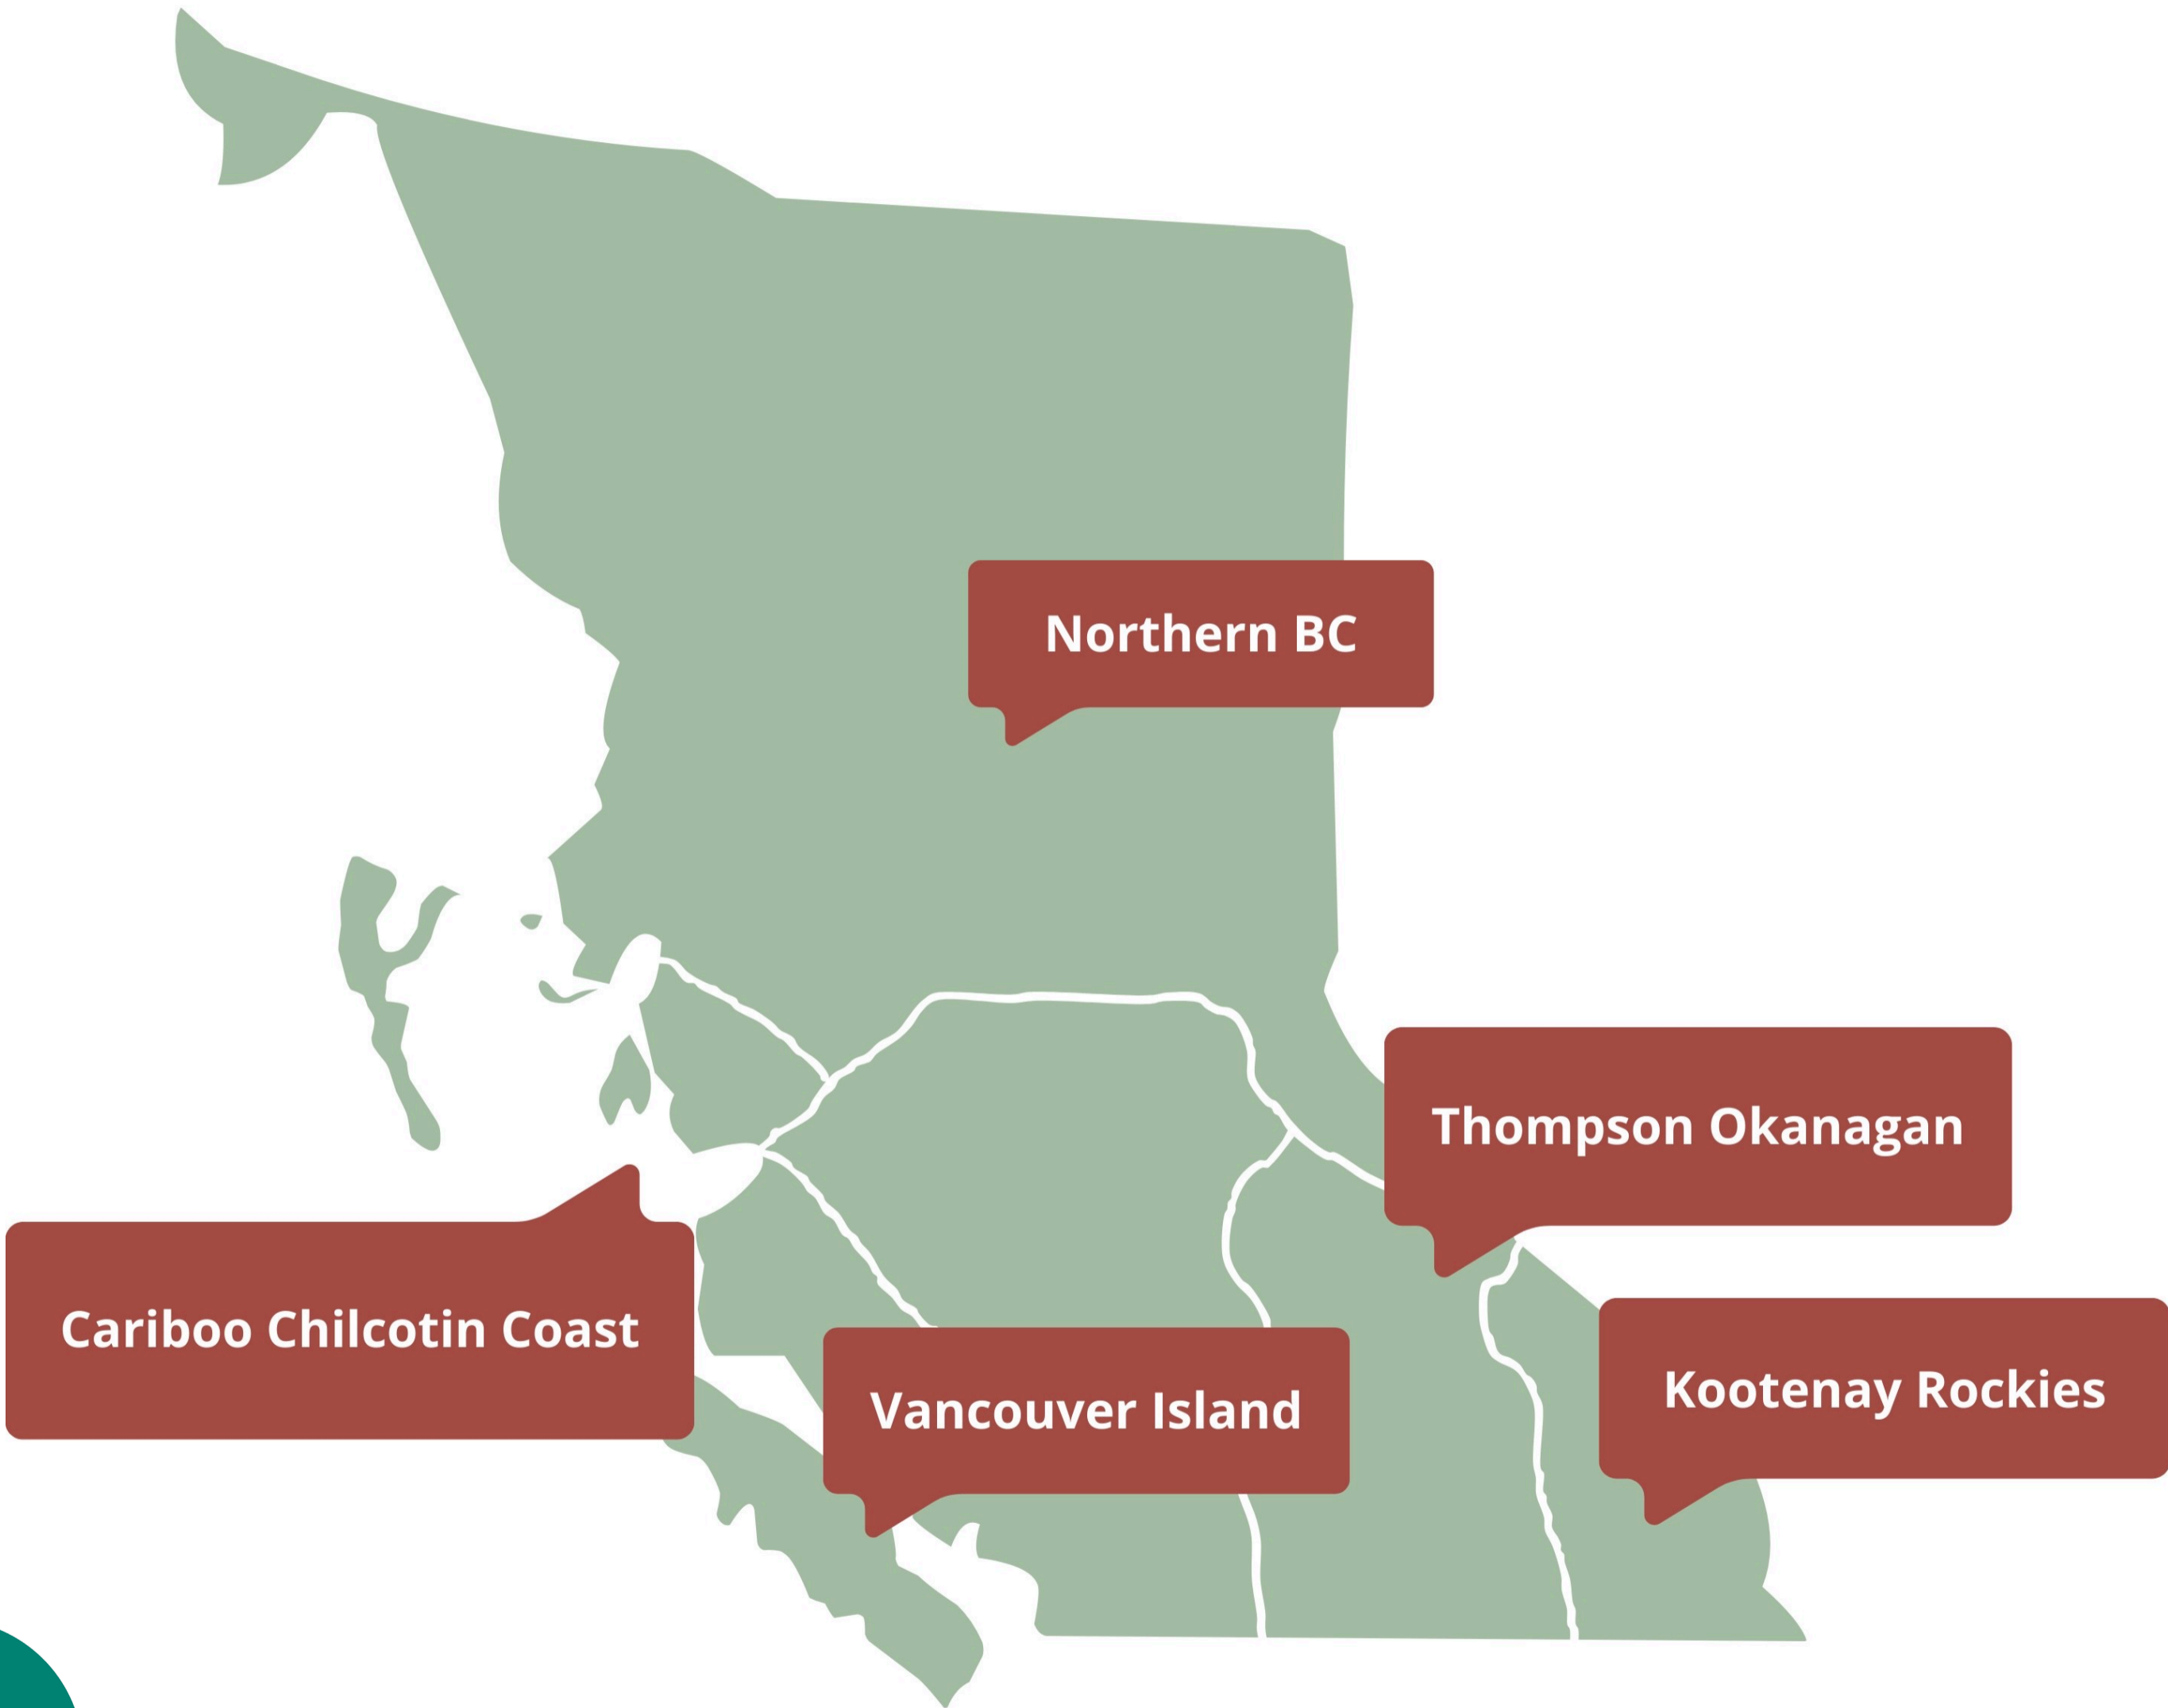 Northern BC
Thompson Okanagan
Cariboo Chilcotin Coast
Kootenay Rockies
Vancouver Island